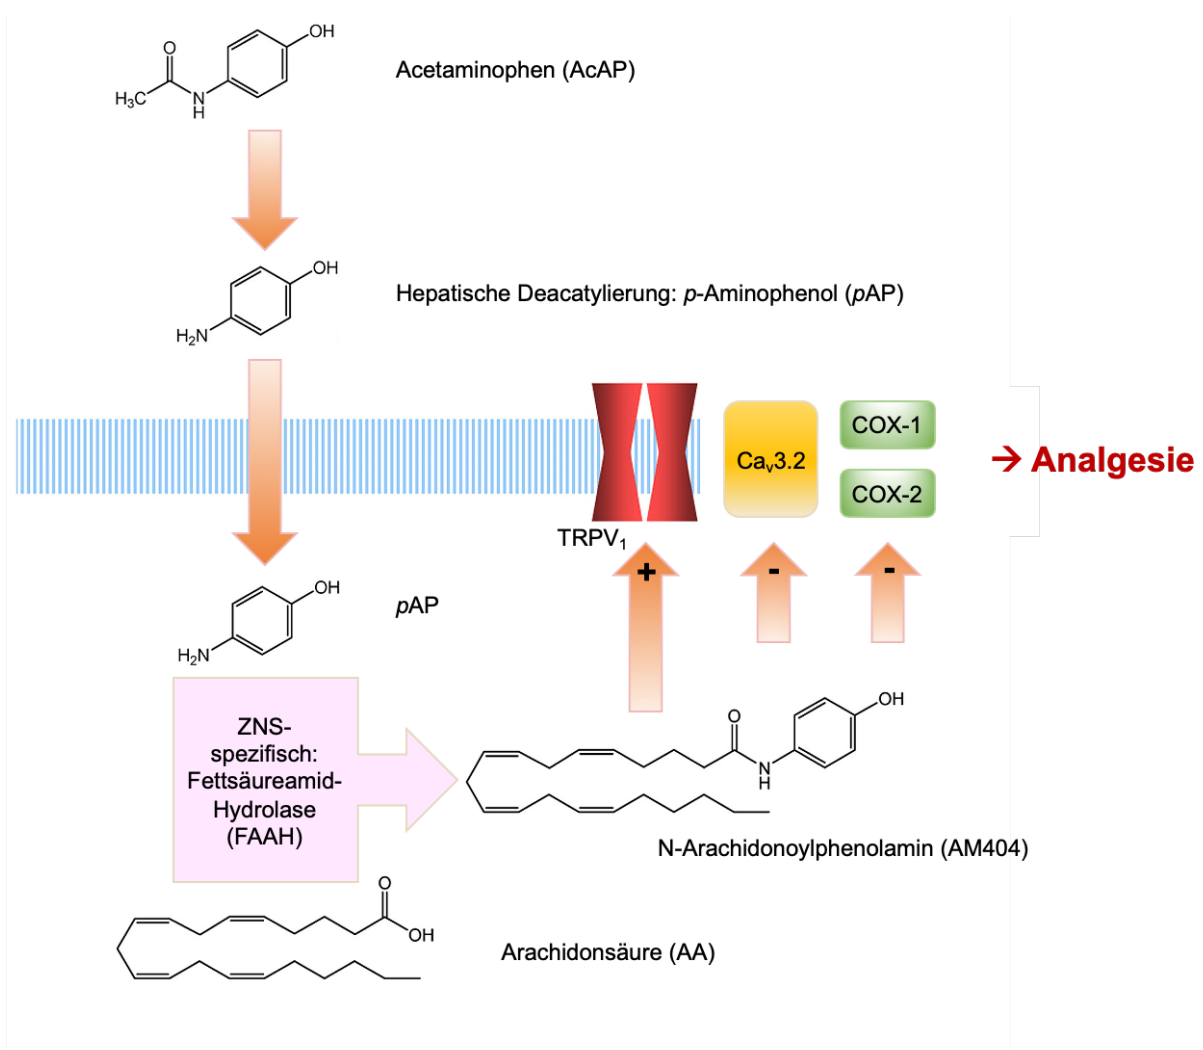 OH
O
H₃C
N
H
Acetaminophen (AcAP)
OH
H₂N
Hepatische Deacatylierung: p-Aminophenol (pAP)
COX-1
Caᵥ3.2
COX-2
→ Analgesie
TRPV₁
+
-
-
OH
H₂N
pAP
ZNS-
spezifisch:
Fettsäureamid-
Hydrolase
(FAAH)
O
OH
N
H
N-Arachidonoylphenolamin (AM404)
O
OH
Arachidonsäure (AA)